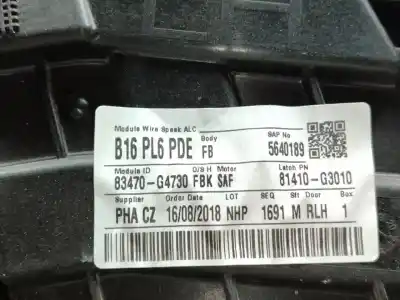 Module Wire Speak ALC Body SAP No
B16 PL6 PDE FB 5640189
Module ID O/S H Motor Latch PN
83470-G4730 FBK SAF 81410-G3010
Supplier Order Date LOT SEQ Slt Door Rev
PHA CZ 16/08/2018 NHP 1691 M RLH 1